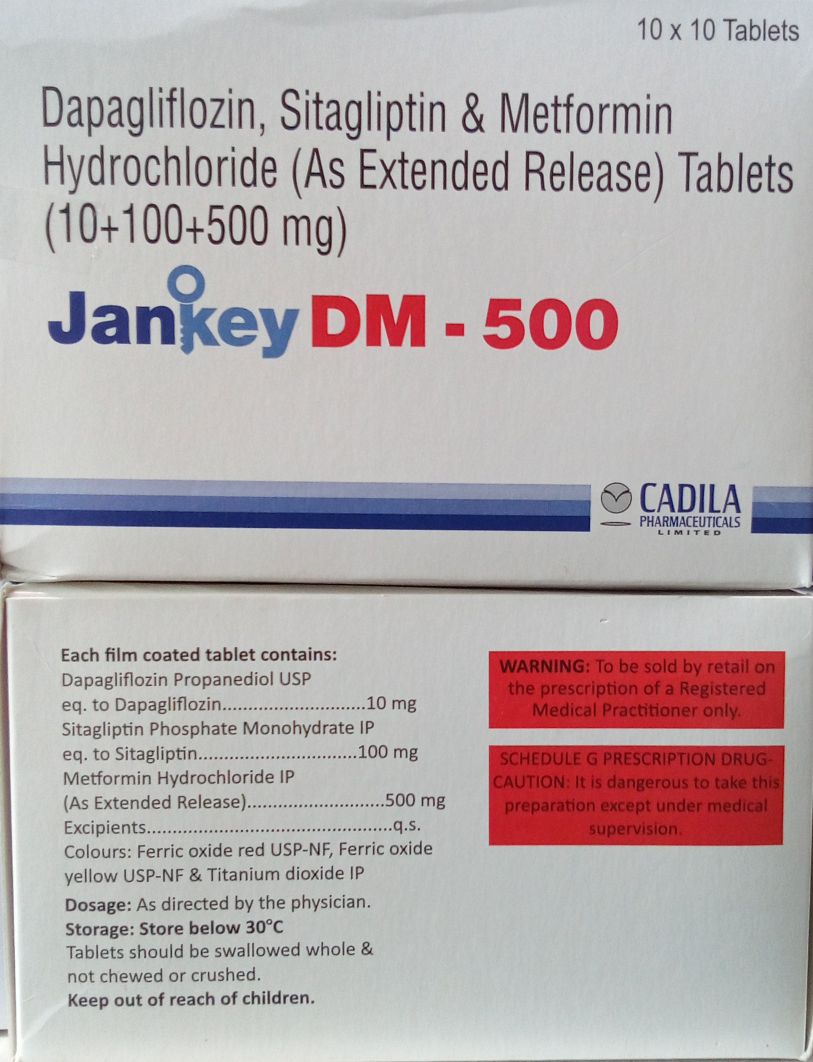 10 x 10 Tablets
Dapagliflozin, Sitagliptin & Metformin
Hydrochloride (As Extended Release) Tablets
(10+100+500 mg)
Jankey DM - 500
CADILA
PHARMACEUTICALS
LIMITED
Each film coated tablet contains:
Dapagliflozin Propanediol USP
eq. to Dapagliflozin............................10 mg
Sitagliptin Phosphate Monohydrate IP
eq. to Sitagliptin...............................100 mg
Metformin Hydrochloride IP
(As Extended Release)...........................500 mg
Excipients................................................q.s.
Colours: Ferric oxide red USP-NF, Ferric oxide
yellow USP-NF & Titanium dioxide IP
Dosage: As directed by the physician.
Storage: Store below 30°C
Tablets should be swallowed whole &
not chewed or crushed.
Keep out of reach of children.
WARNING: To be sold by retail on
the prescription of a Registered
Medical Practitioner only.
SCHEDULE G PRESCRIPTION DRUG-
CAUTION: It is dangerous to take this
preparation except under medical
supervision.